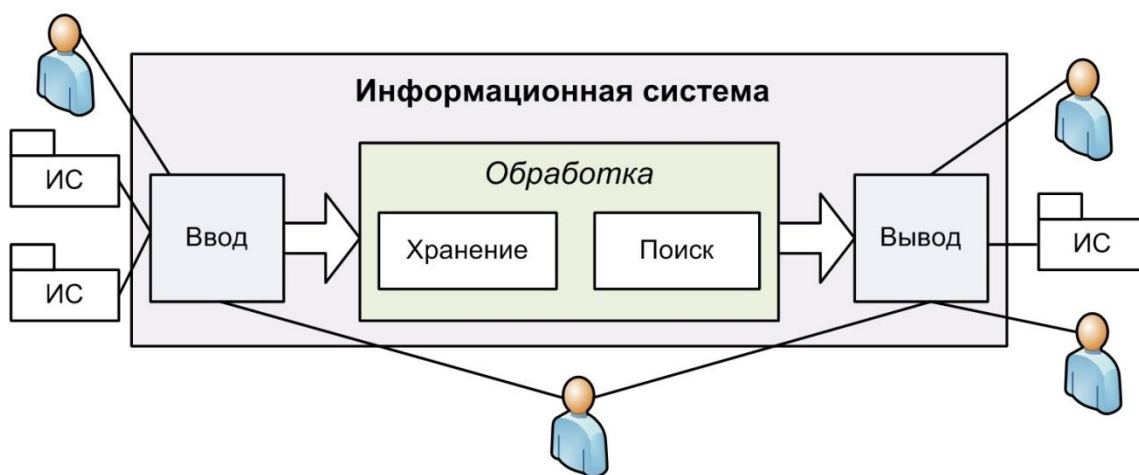 Информационная система
Обработка
ИС
Ввод
Хранение
Поиск
Вывод
ИС
ИС